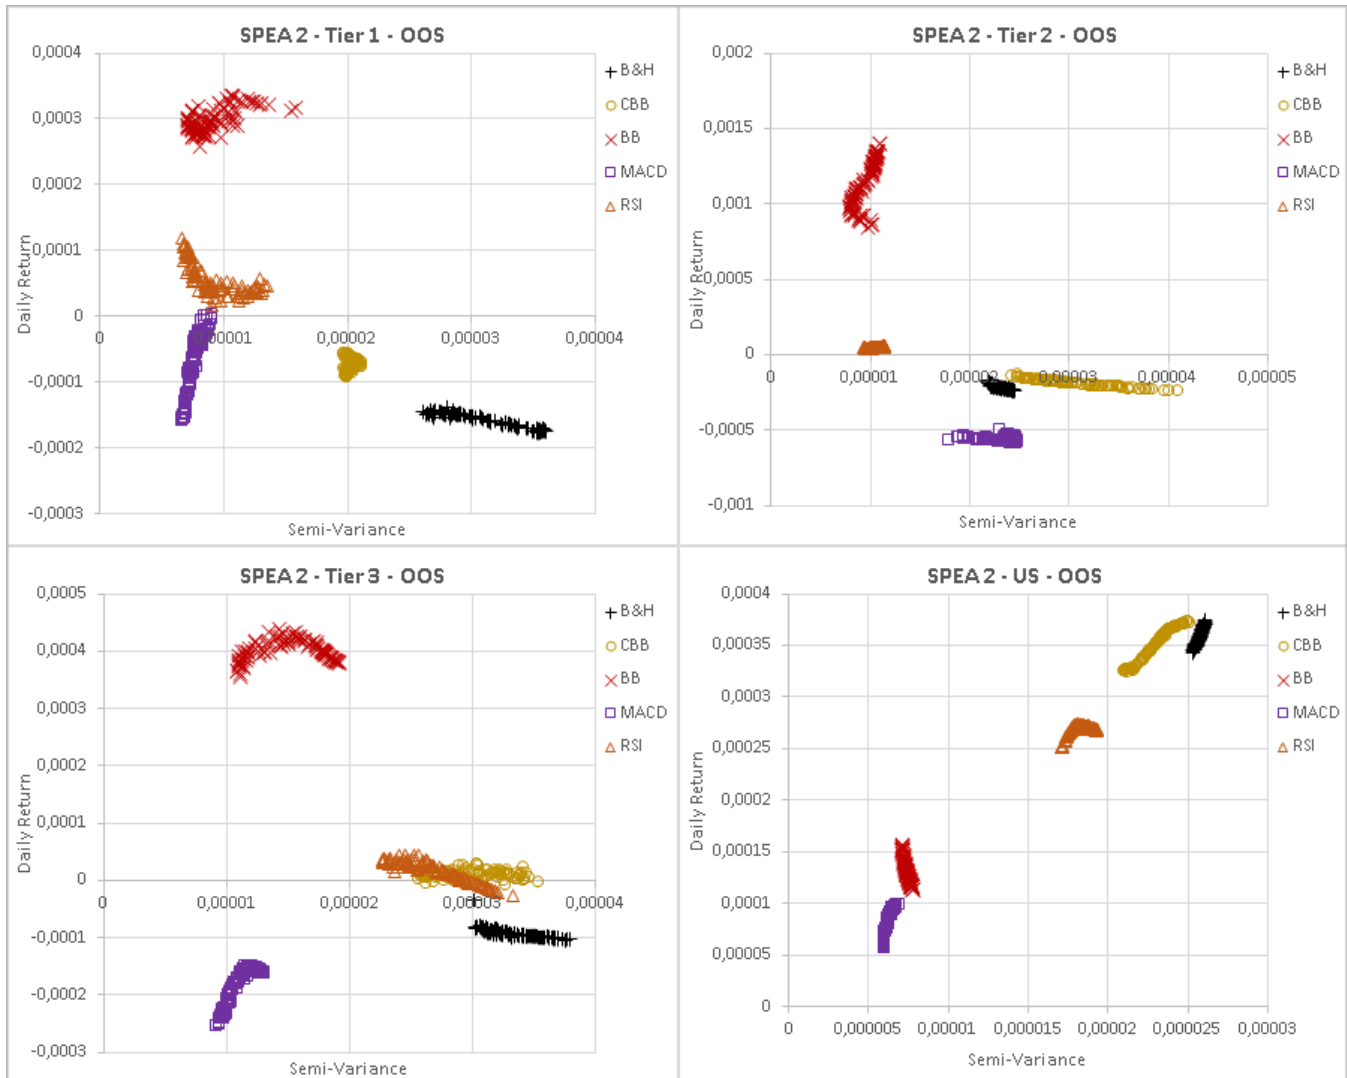 SPEA 2 - Tier 1 - OOS
0,0004
0,0003
0,0002
0,0001
0
-0,0001
-0,0002
-0,0003
0
0,00001
0,00002
0,00003
0,00004
Daily Return
Semi-Variance
B&H
CBB
BB
MACD
RSI
SPEA 2 - Tier 2 - OOS
0,002
0,0015
0,001
0,0005
0
-0,0005
-0,001
0
0,00001
0,00002
0,00003
0,00004
0,00005
Daily Return
Semi-Variance
B&H
CBB
BB
MACD
RSI
SPEA 2 - Tier 3 - OOS
0,0005
0,0004
0,0003
0,0002
0,0001
0
-0,0001
-0,0002
-0,0003
0
0,00001
0,00002
0,00003
0,00004
Daily Return
Semi-Variance
B&H
CBB
BB
MACD
RSI
SPEA 2 - US - OOS
0,0004
0,00035
0,0003
0,00025
0,0002
0,00015
0,0001
0,00005
0
0
0,000005
0,00001
0,000015
0,00002
0,000025
0,00003
Daily Return
Semi-Variance
B&H
CBB
BB
MACD
RSI